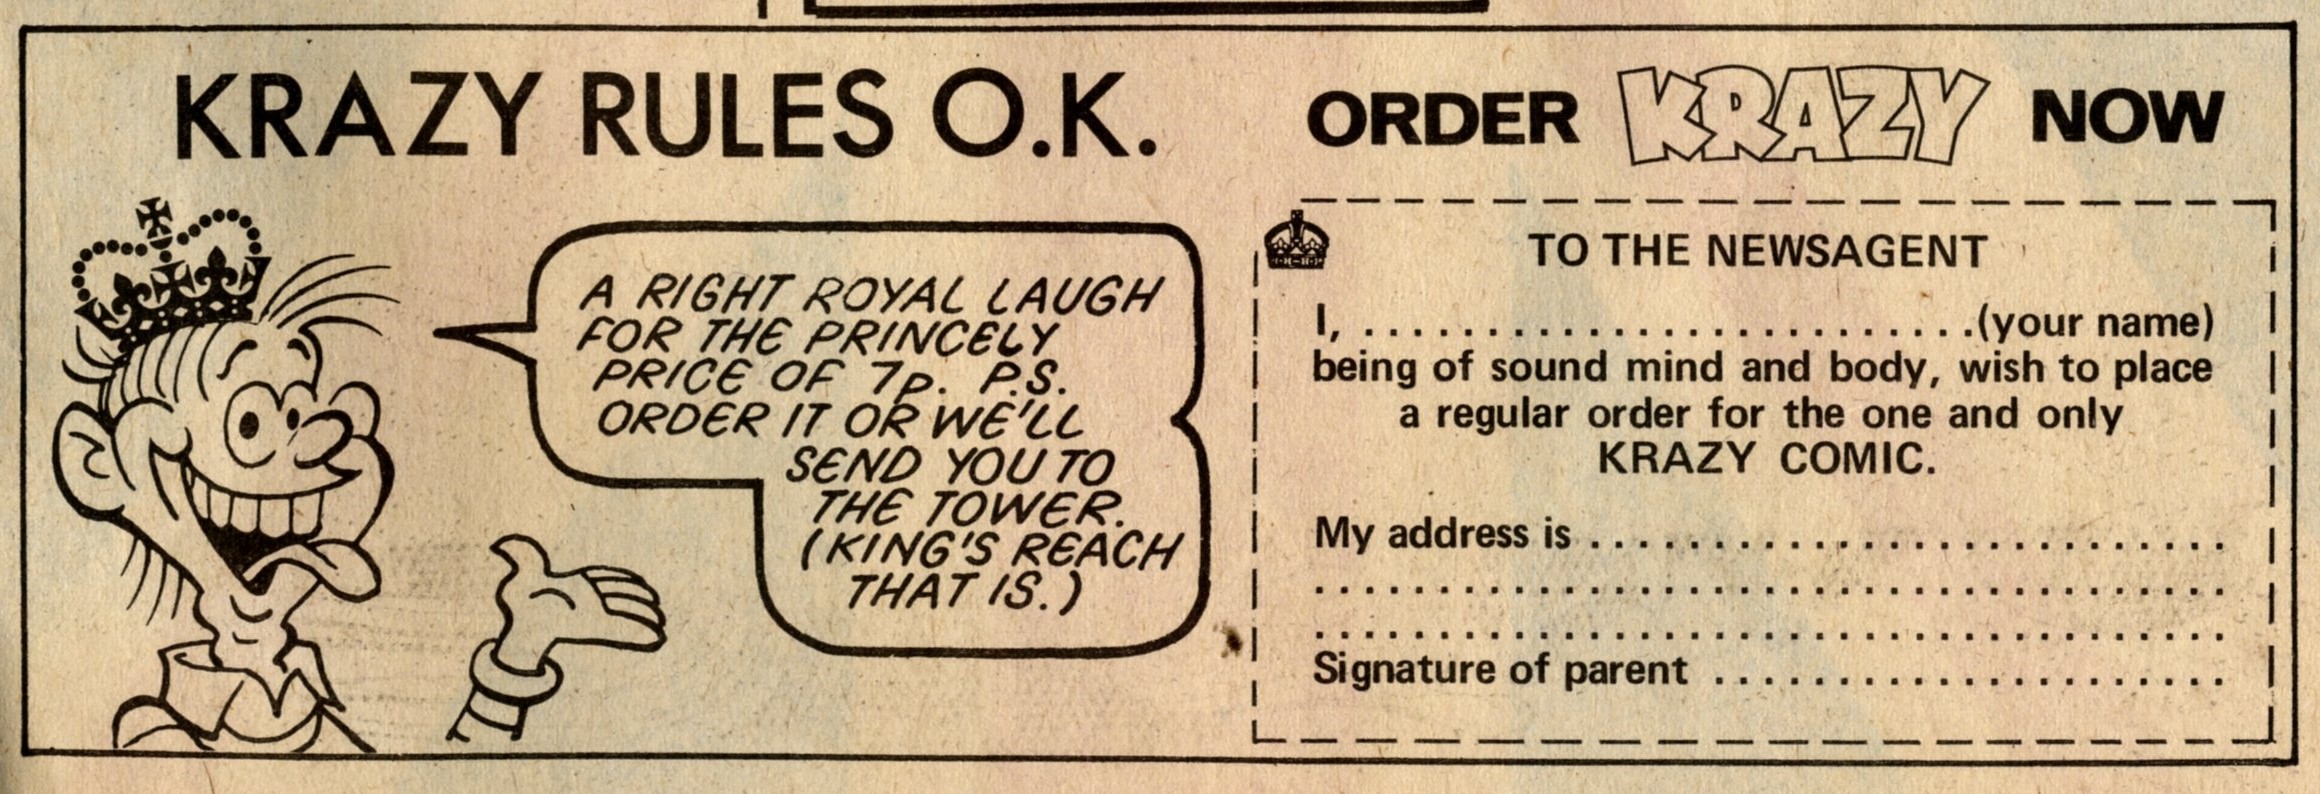 KRAZY RULES O.K.
A RIGHT ROYAL LAUGH
FOR THE PRINCELY
PRICE OF 7p. P.S.
ORDER IT OR WE'LL
SEND YOU TO
THE TOWER.
(KING'S REACH
THAT IS.)
ORDER KRAZY NOW
TO THE NEWSAGENT
I, . . . . . . . . . . . . . . . . . . . . . . . . . . . . .(your name)
being of sound mind and body, wish to place
a regular order for the one and only
KRAZY COMIC.
My address is . . . . . . . . . . . . . . . . . . . . . . . . . . . . . .
. . . . . . . . . . . . . . . . . . . . . . . . . . . . . . . . . . . . . . . . . . .
. . . . . . . . . . . . . . . . . . . . . . . . . . . . . . . . . . . . . . . . . . .
Signature of parent . . . . . . . . . . . . . . . . . . . . . . . .